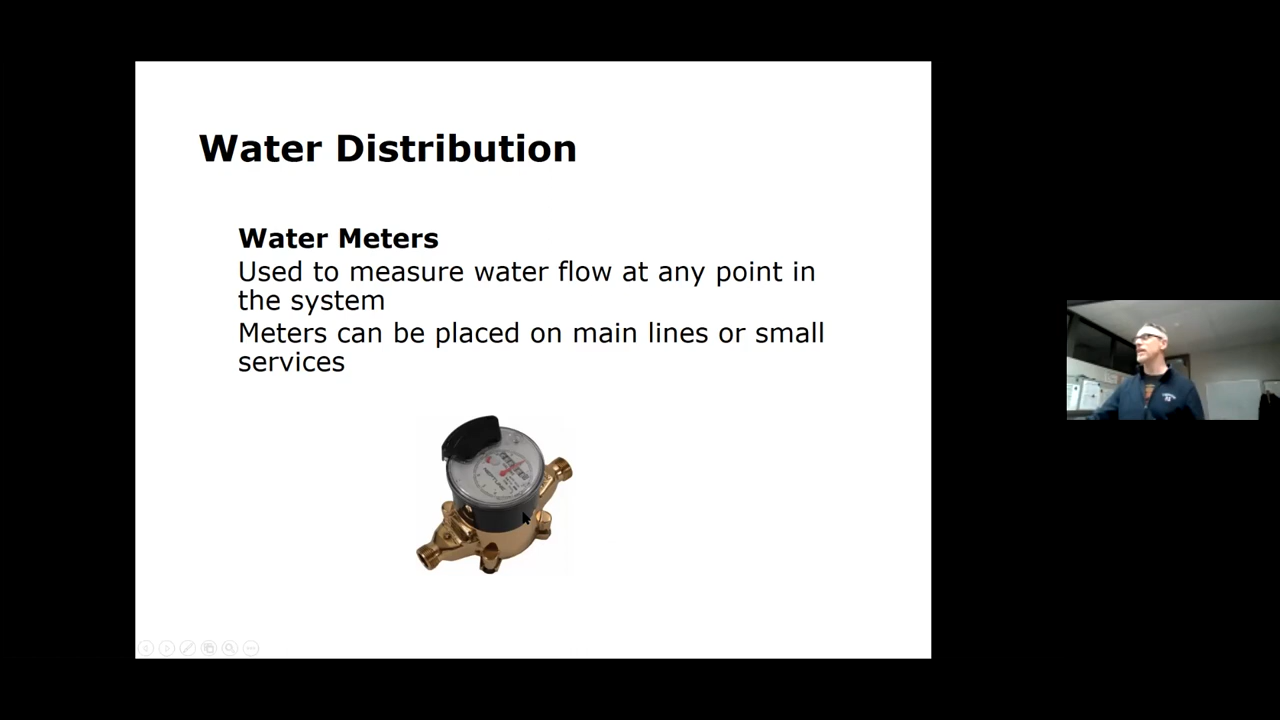 Water Distribution
Water Meters
Used to measure water flow at any point in
the system
Meters can be placed on main lines or small
services
NEPTUNE